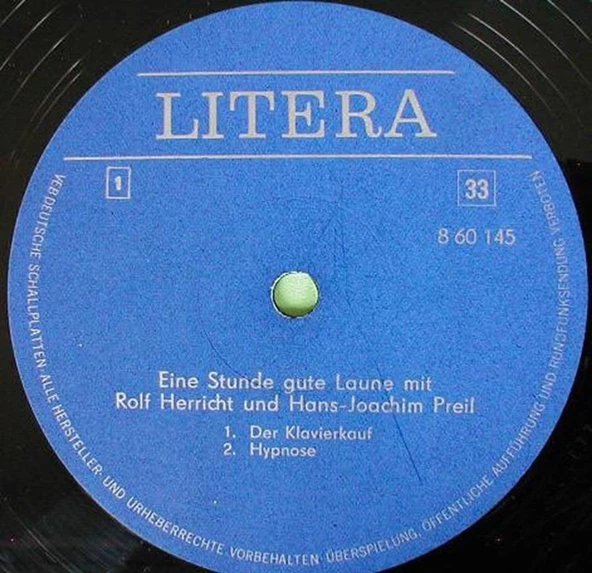 LITERA
1
33
8 60 145
Eine Stunde gute Laune mit
Rolf Herricht und Hans-Joachim Preil
1. Der Klavierkauf
2. Hypnose
VEB DEUTSCHE SCHALLPLATTEN · ALLE HERSTELLER- UND URHEBERRECHTE VORBEHALTEN · ÜBERSPIELUNG, ÖFFENTLICHE AUFFÜHRUNG UND RUNDFUNKSENDUNG VERBOTEN